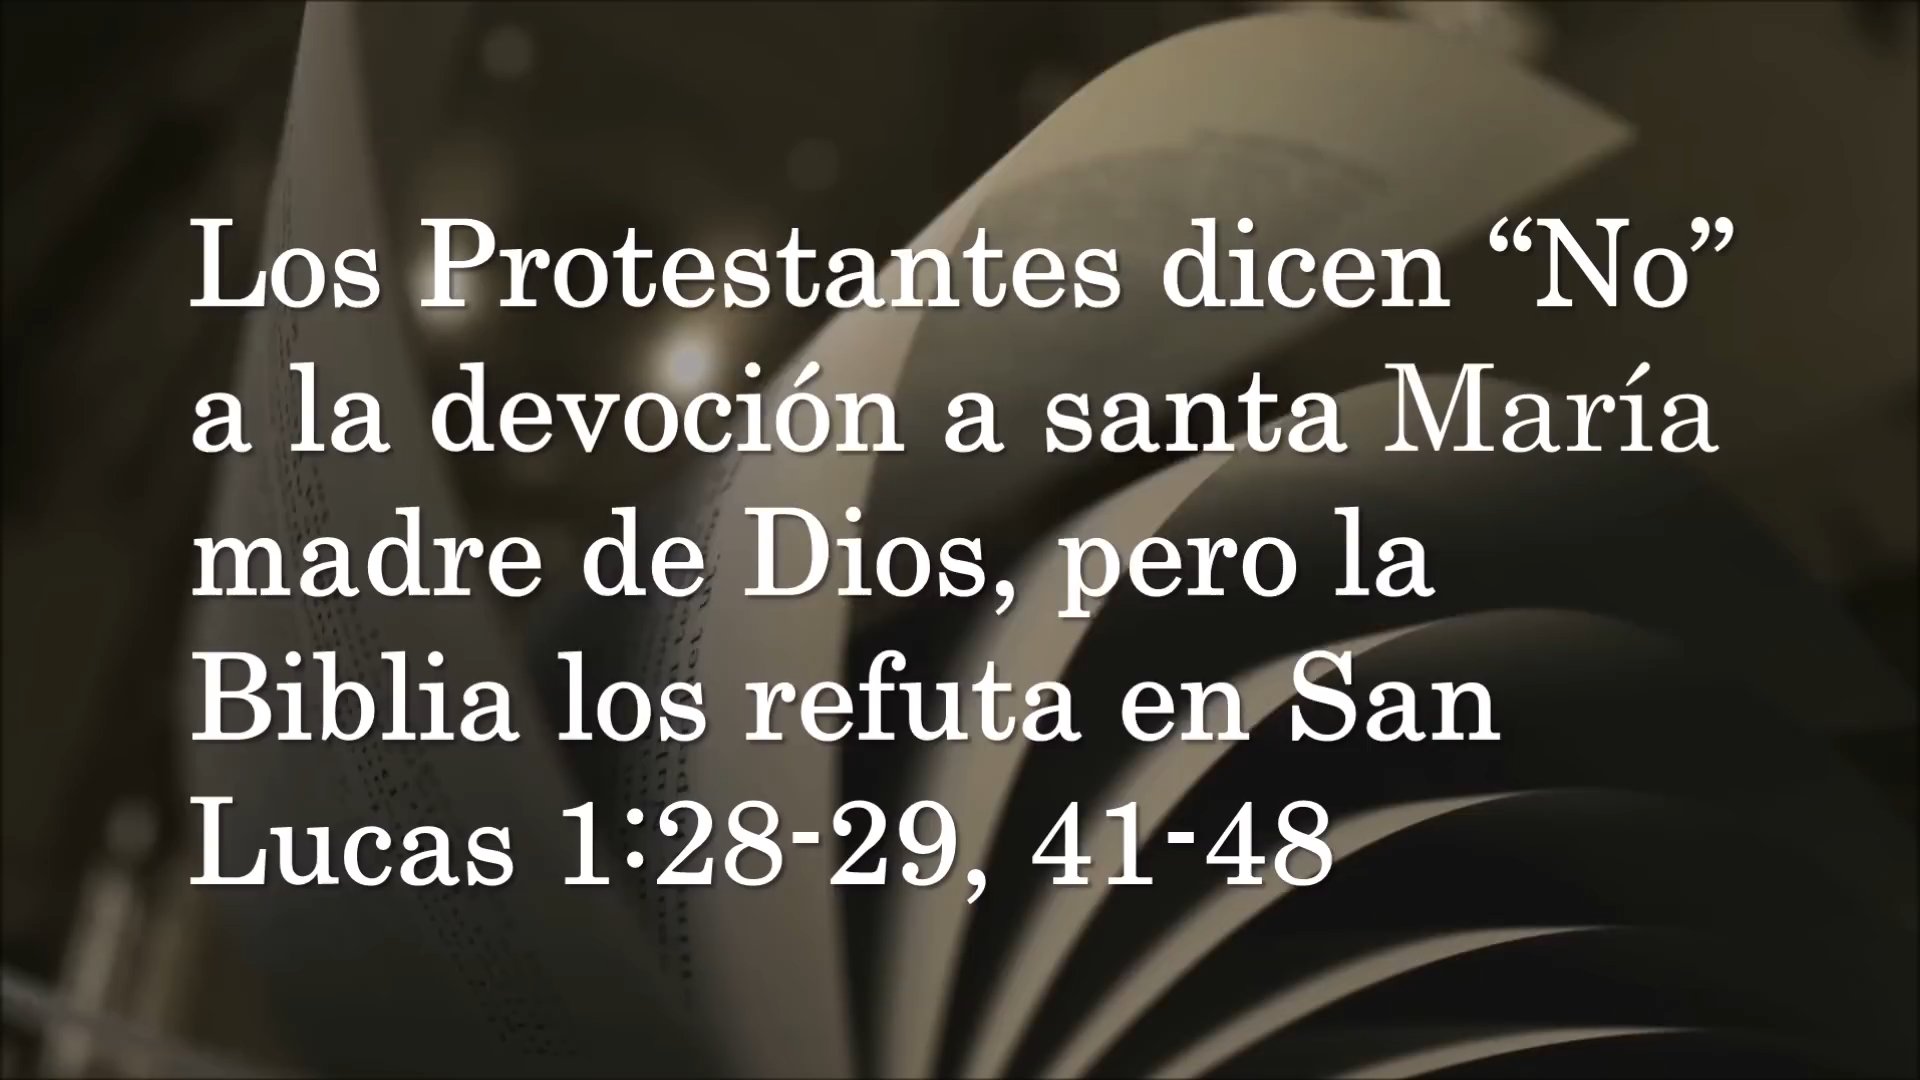 Los Protestantes dicen “No”
a la devoción a santa María
madre de Dios, pero la
Biblia los refuta en San
Lucas 1:28-29, 41-48